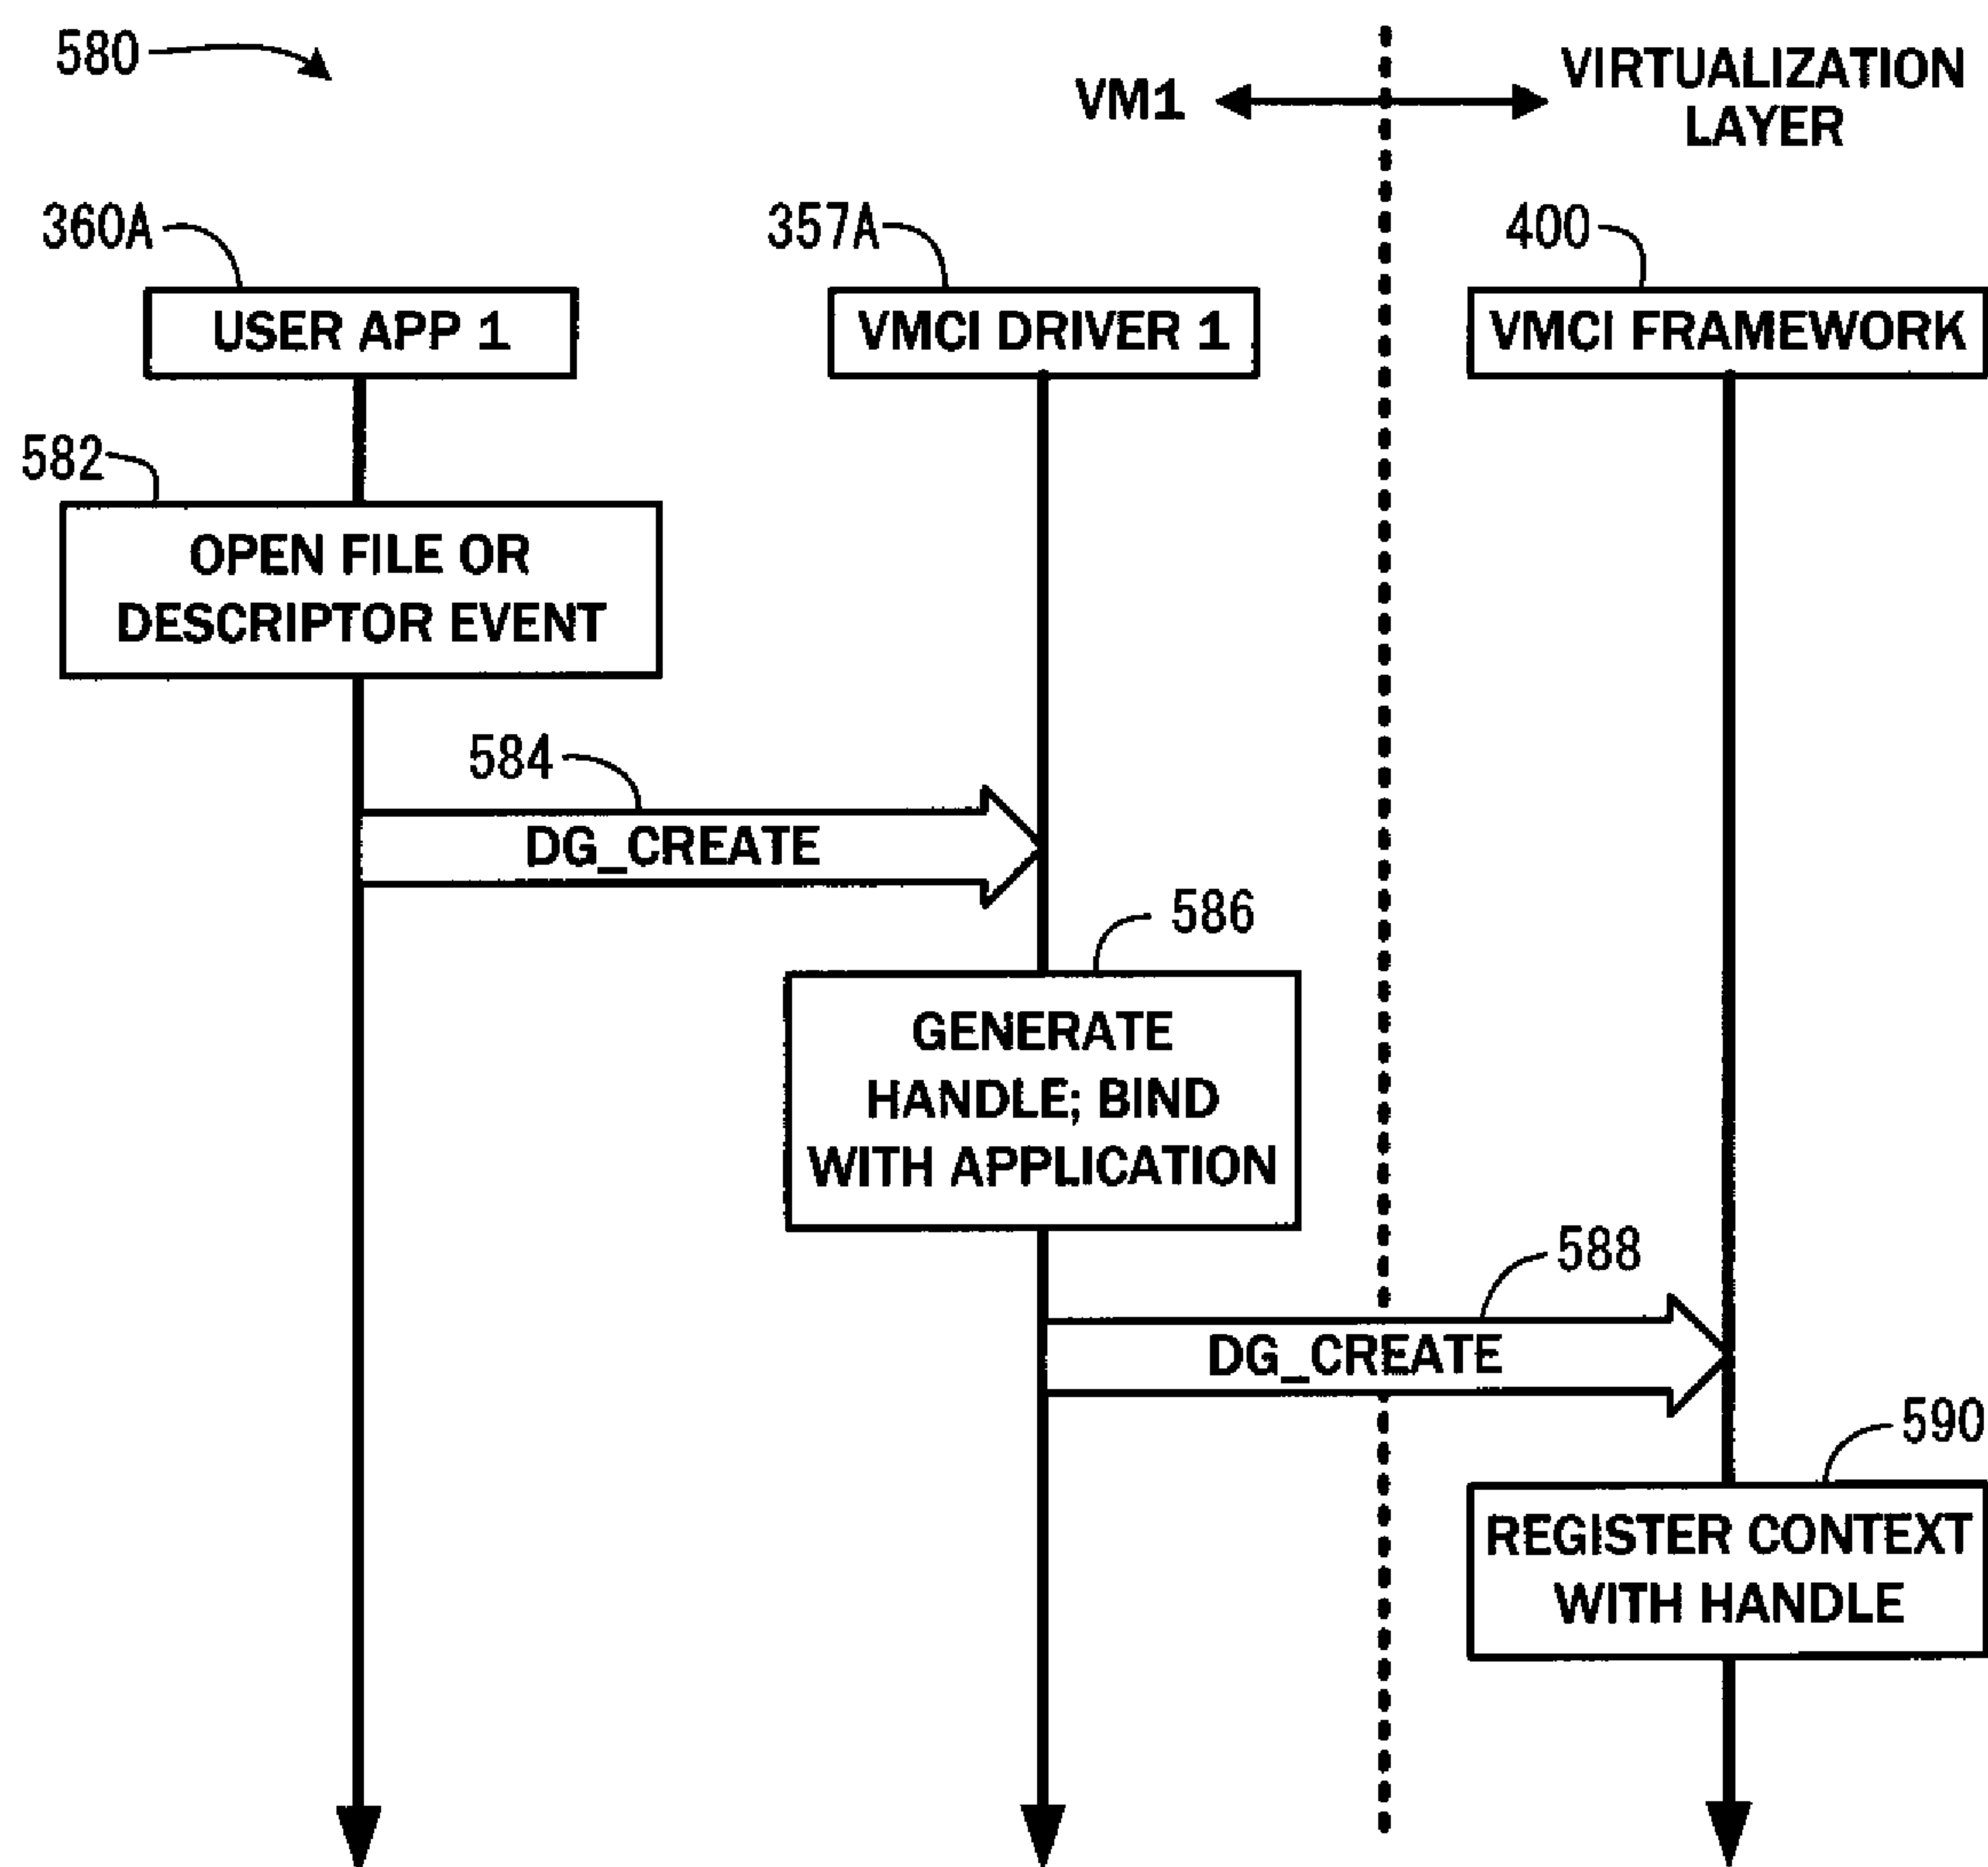 580
VM1
VIRTUALIZATION
LAYER
360A
357A
400
USER APP 1
VMCI DRIVER 1
VMCI FRAMEWORK
582
OPEN FILE OR
DESCRIPTOR EVENT
584
DG_CREATE
586
GENERATE
HANDLE; BIND
WITH APPLICATION
588
DG_CREATE
590
REGISTER CONTEXT
WITH HANDLE